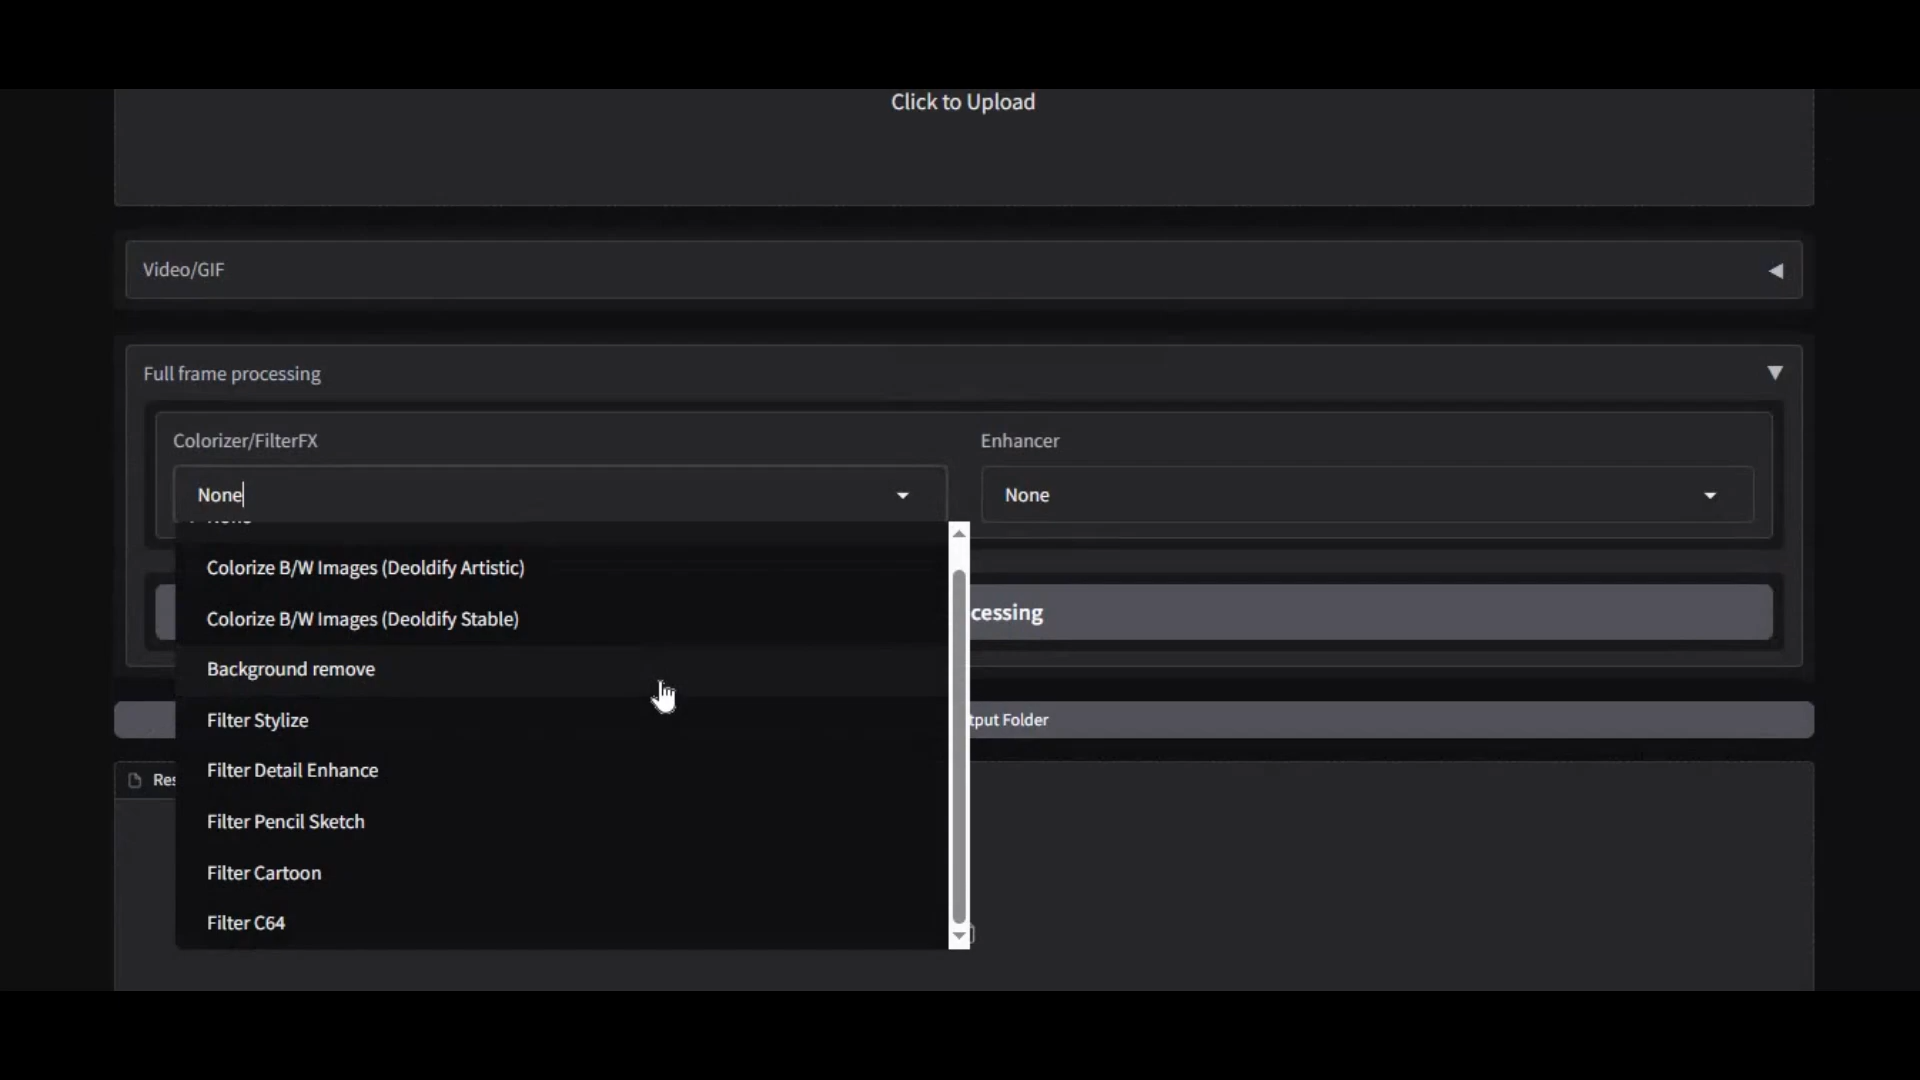 Click to Upload
Video/GIF
Full frame processing
Colorizer/FilterFX
Enhancer
None
None
None
Colorize B/W Images (Deoldify Artistic)
Colorize B/W Images (Deoldify Stable)
cessing
Background remove
Filter Stylize
tput Folder
Filter Detail Enhance
Res
Filter Pencil Sketch
Filter Cartoon
Filter C64